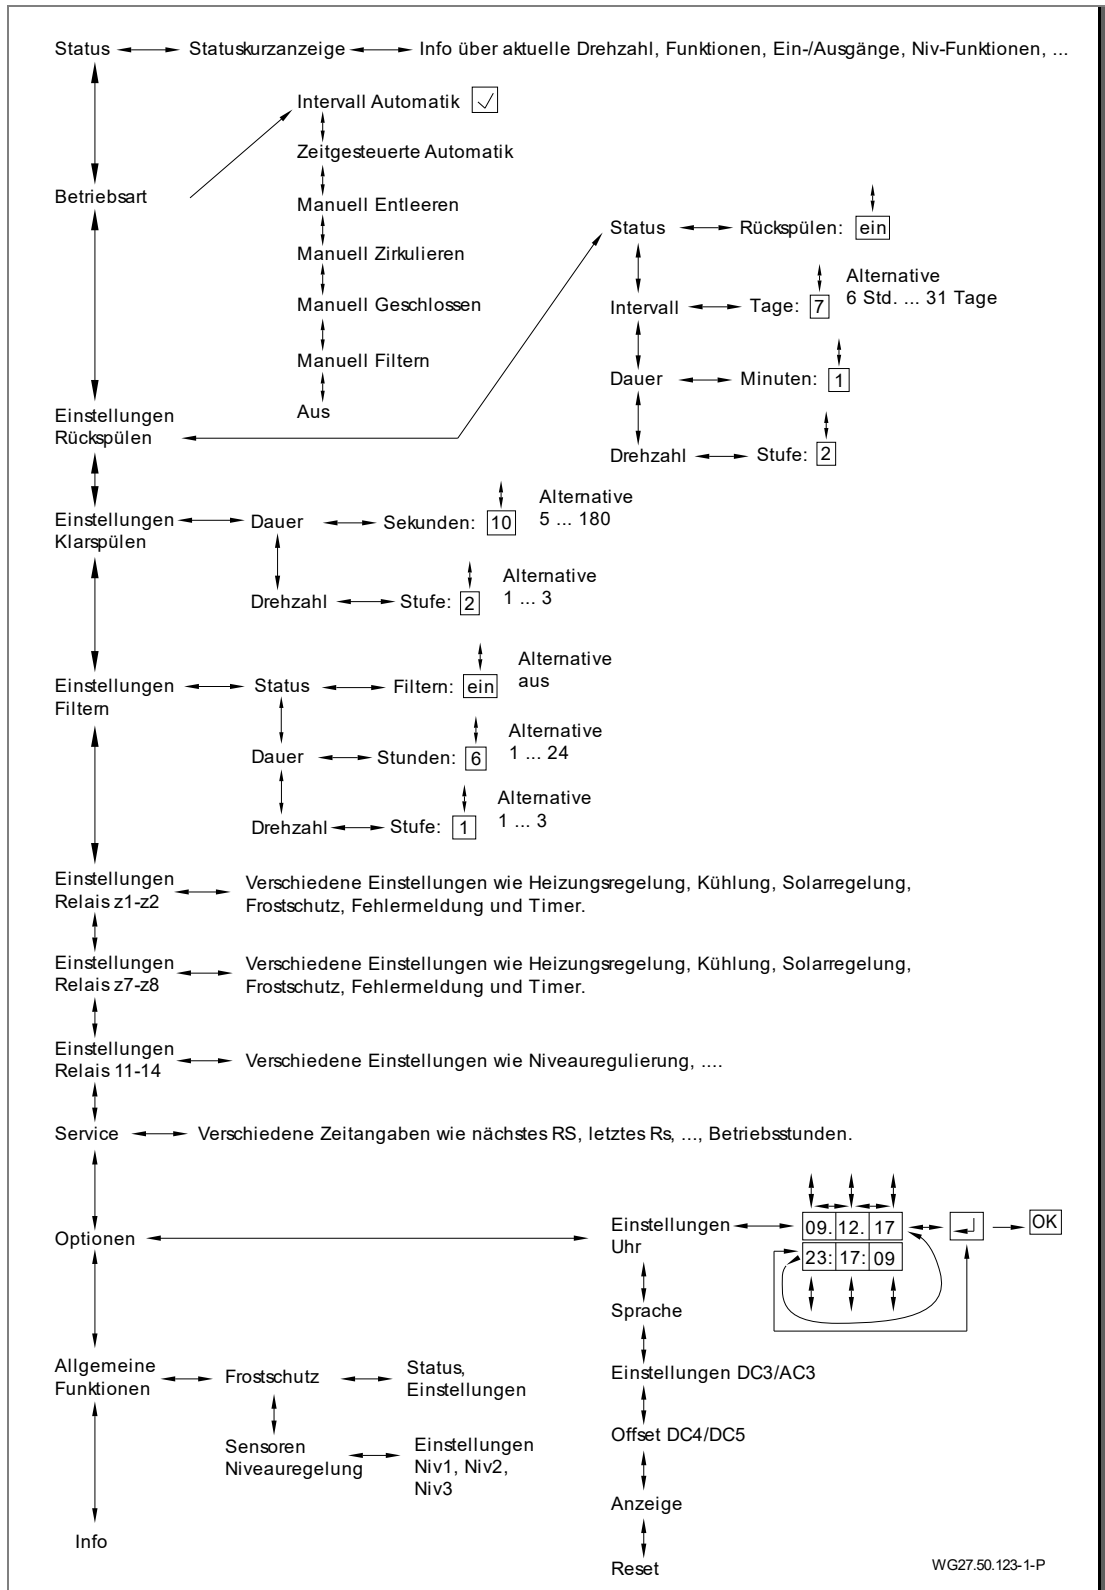 Status Statuskurzanzeige Info über aktuelle Drehzahl, Funktionen, Ein-/Ausgänge, Niv-Funktionen, ...
Intervall Automatik
Zeitgesteuerte Automatik
Betriebsart
Manuell Entleeren
Manuell Zirkulieren
Manuell Geschlossen
Manuell Filtern
Aus
Status Rückspülen: ein
Alternative
Intervall Tage: 7 6 Std. ... 31 Tage
Dauer Minuten: 1
Drehzahl Stufe: 2
Einstellungen
Rückspülen
Einstellungen
Klarspülen
Dauer Sekunden: 10
Alternative
5 ... 180
Drehzahl Stufe: 2
Alternative
1 ... 3
Einstellungen
Filtern
Status Filtern: ein
Alternative
aus
Dauer Stunden: 6
Alternative
1 ... 24
Drehzahl Stufe: 1
Alternative
1 ... 3
Einstellungen
Relais z1-z2
Verschiedene Einstellungen wie Heizungsregelung, Kühlung, Solarregelung,
Frostschutz, Fehlermeldung und Timer.
Einstellungen
Relais z7-z8
Verschiedene Einstellungen wie Heizungsregelung, Kühlung, Solarregelung,
Frostschutz, Fehlermeldung und Timer.
Einstellungen
Relais 11-14
Verschiedene Einstellungen wie Niveauregulierung, ....
Service Verschiedene Zeitangaben wie nächstes RS, letztes Rs, ..., Betriebsstunden.
Optionen
Einstellungen
Uhr
09. 12. 17
23: 17: 09
OK
Sprache
Einstellungen DC3/AC3
Offset DC4/DC5
Anzeige
Reset
Allgemeine
Funktionen
Frostschutz
Status,
Einstellungen
Sensoren
Niveauregelung
Einstellungen
Niv1, Niv2,
Niv3
Info
WG27.50.123-1-P